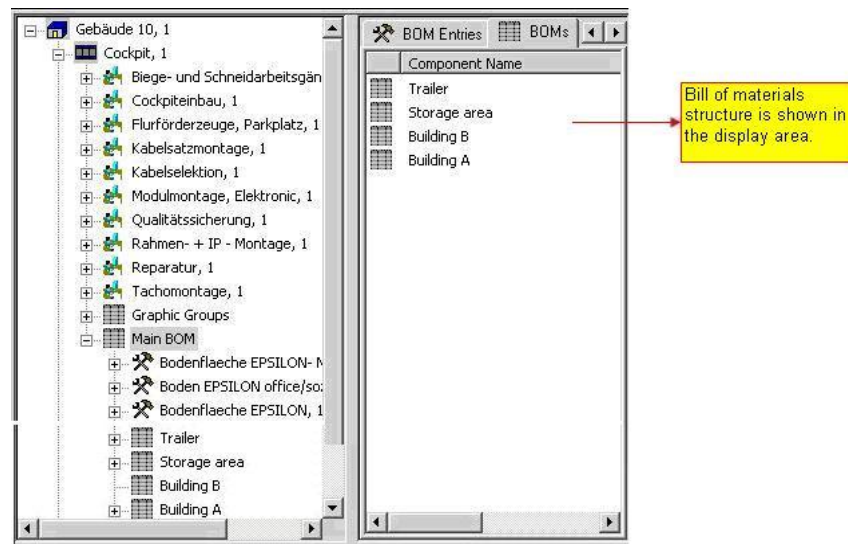 Gebäude 10, 1
Cockpit, 1
Biege- und Schneidarbeitsgän
Cockpiteinbau, 1
Flurförderzeuge, Parkplatz, 1
Kabelsatzmontage, 1
Kabelselektion, 1
Modulmontage, Elektronic, 1
Qualitätssicherung, 1
Rahmen- + IP - Montage, 1
Reparatur, 1
Tachomontage, 1
Graphic Groups
Main BOM
Bodenflaeche EPSILON- N
Boden EPSILON office/soz
Bodenflaeche EPSILON, 1
Trailer
Storage area
Building B
Building A
BOM Entries BOMs
Component Name
Trailer
Storage area
Building B
Building A
Bill of materials
structure is shown in
the display area.